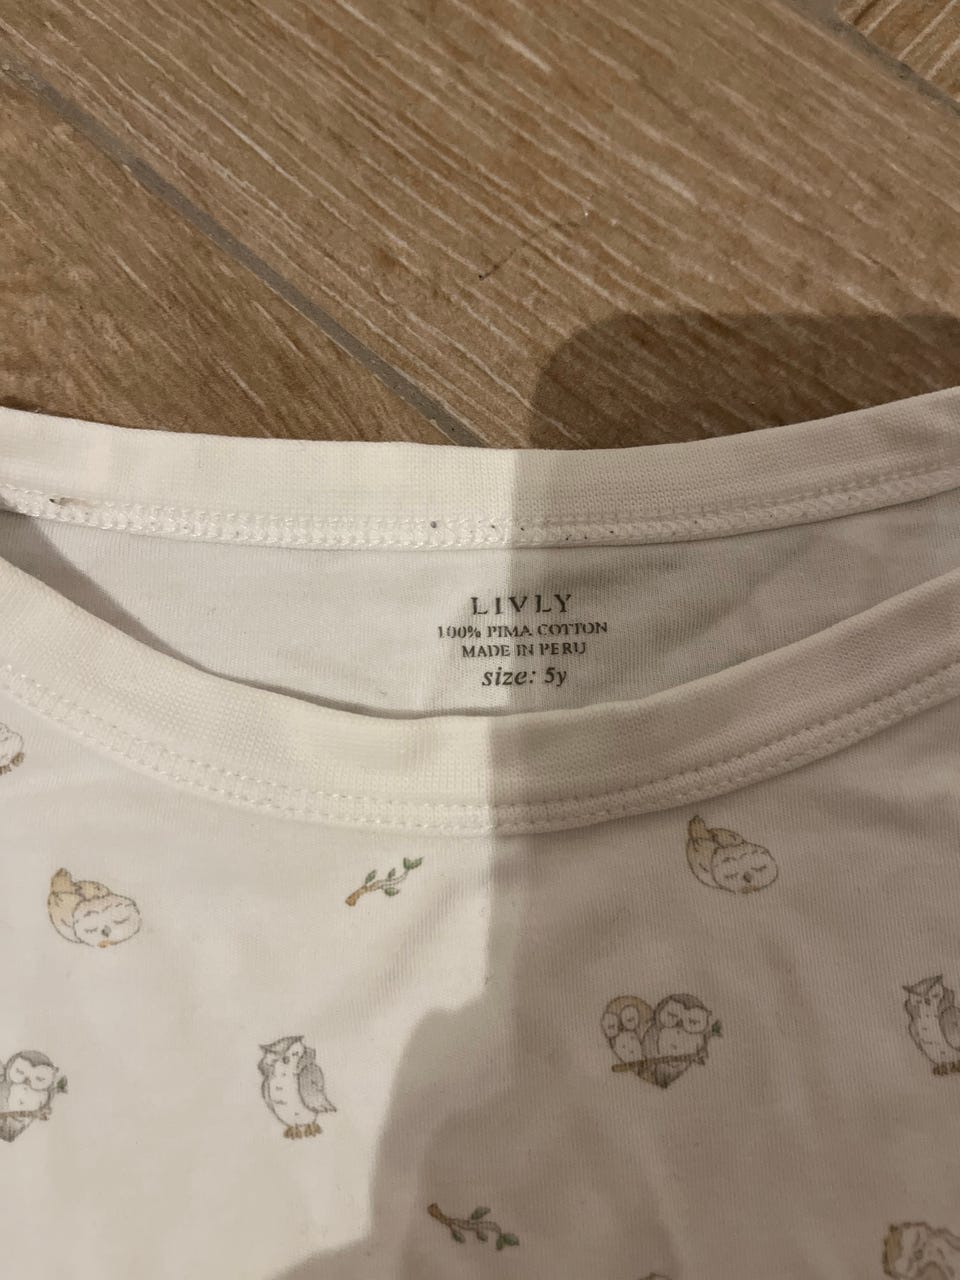 LIVLY
100% PIMA COTTON
MADE IN PERU
size: 5y